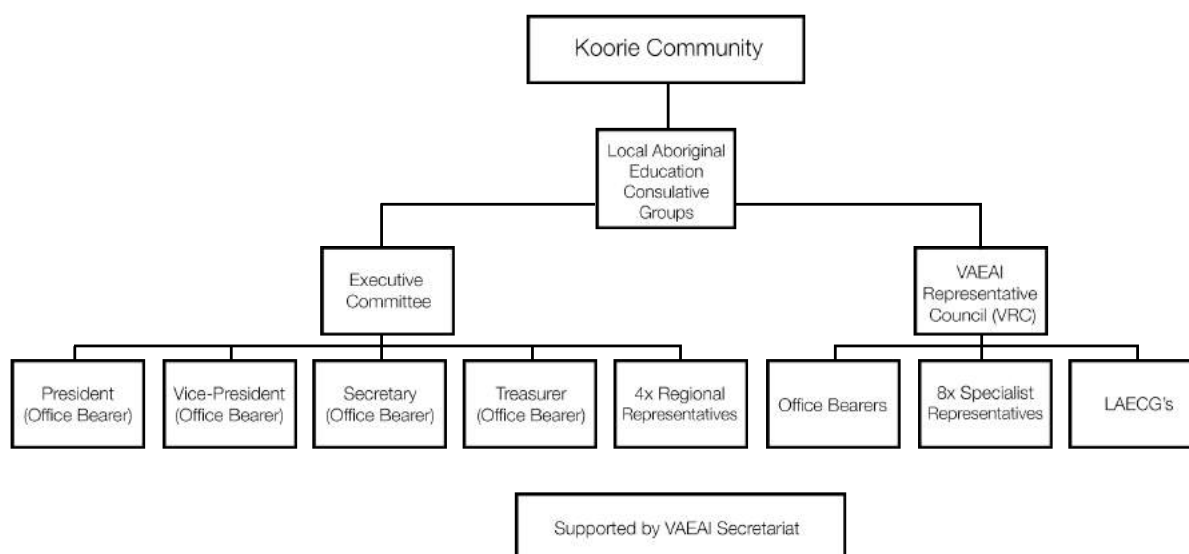 Koorie Community
Local Aboriginal
Education
Consulative
Groups
Executive
Committee
VAEAI
Representative
Council (VRC)
President
(Office Bearer)
Vice-President
(Office Bearer)
Secretary
(Office Bearer)
Treasurer
(Office Bearer)
4x Regional
Representatives
Office Bearers
8x Specialist
Representatives
LAECG's
Supported by VAEAI Secretariat